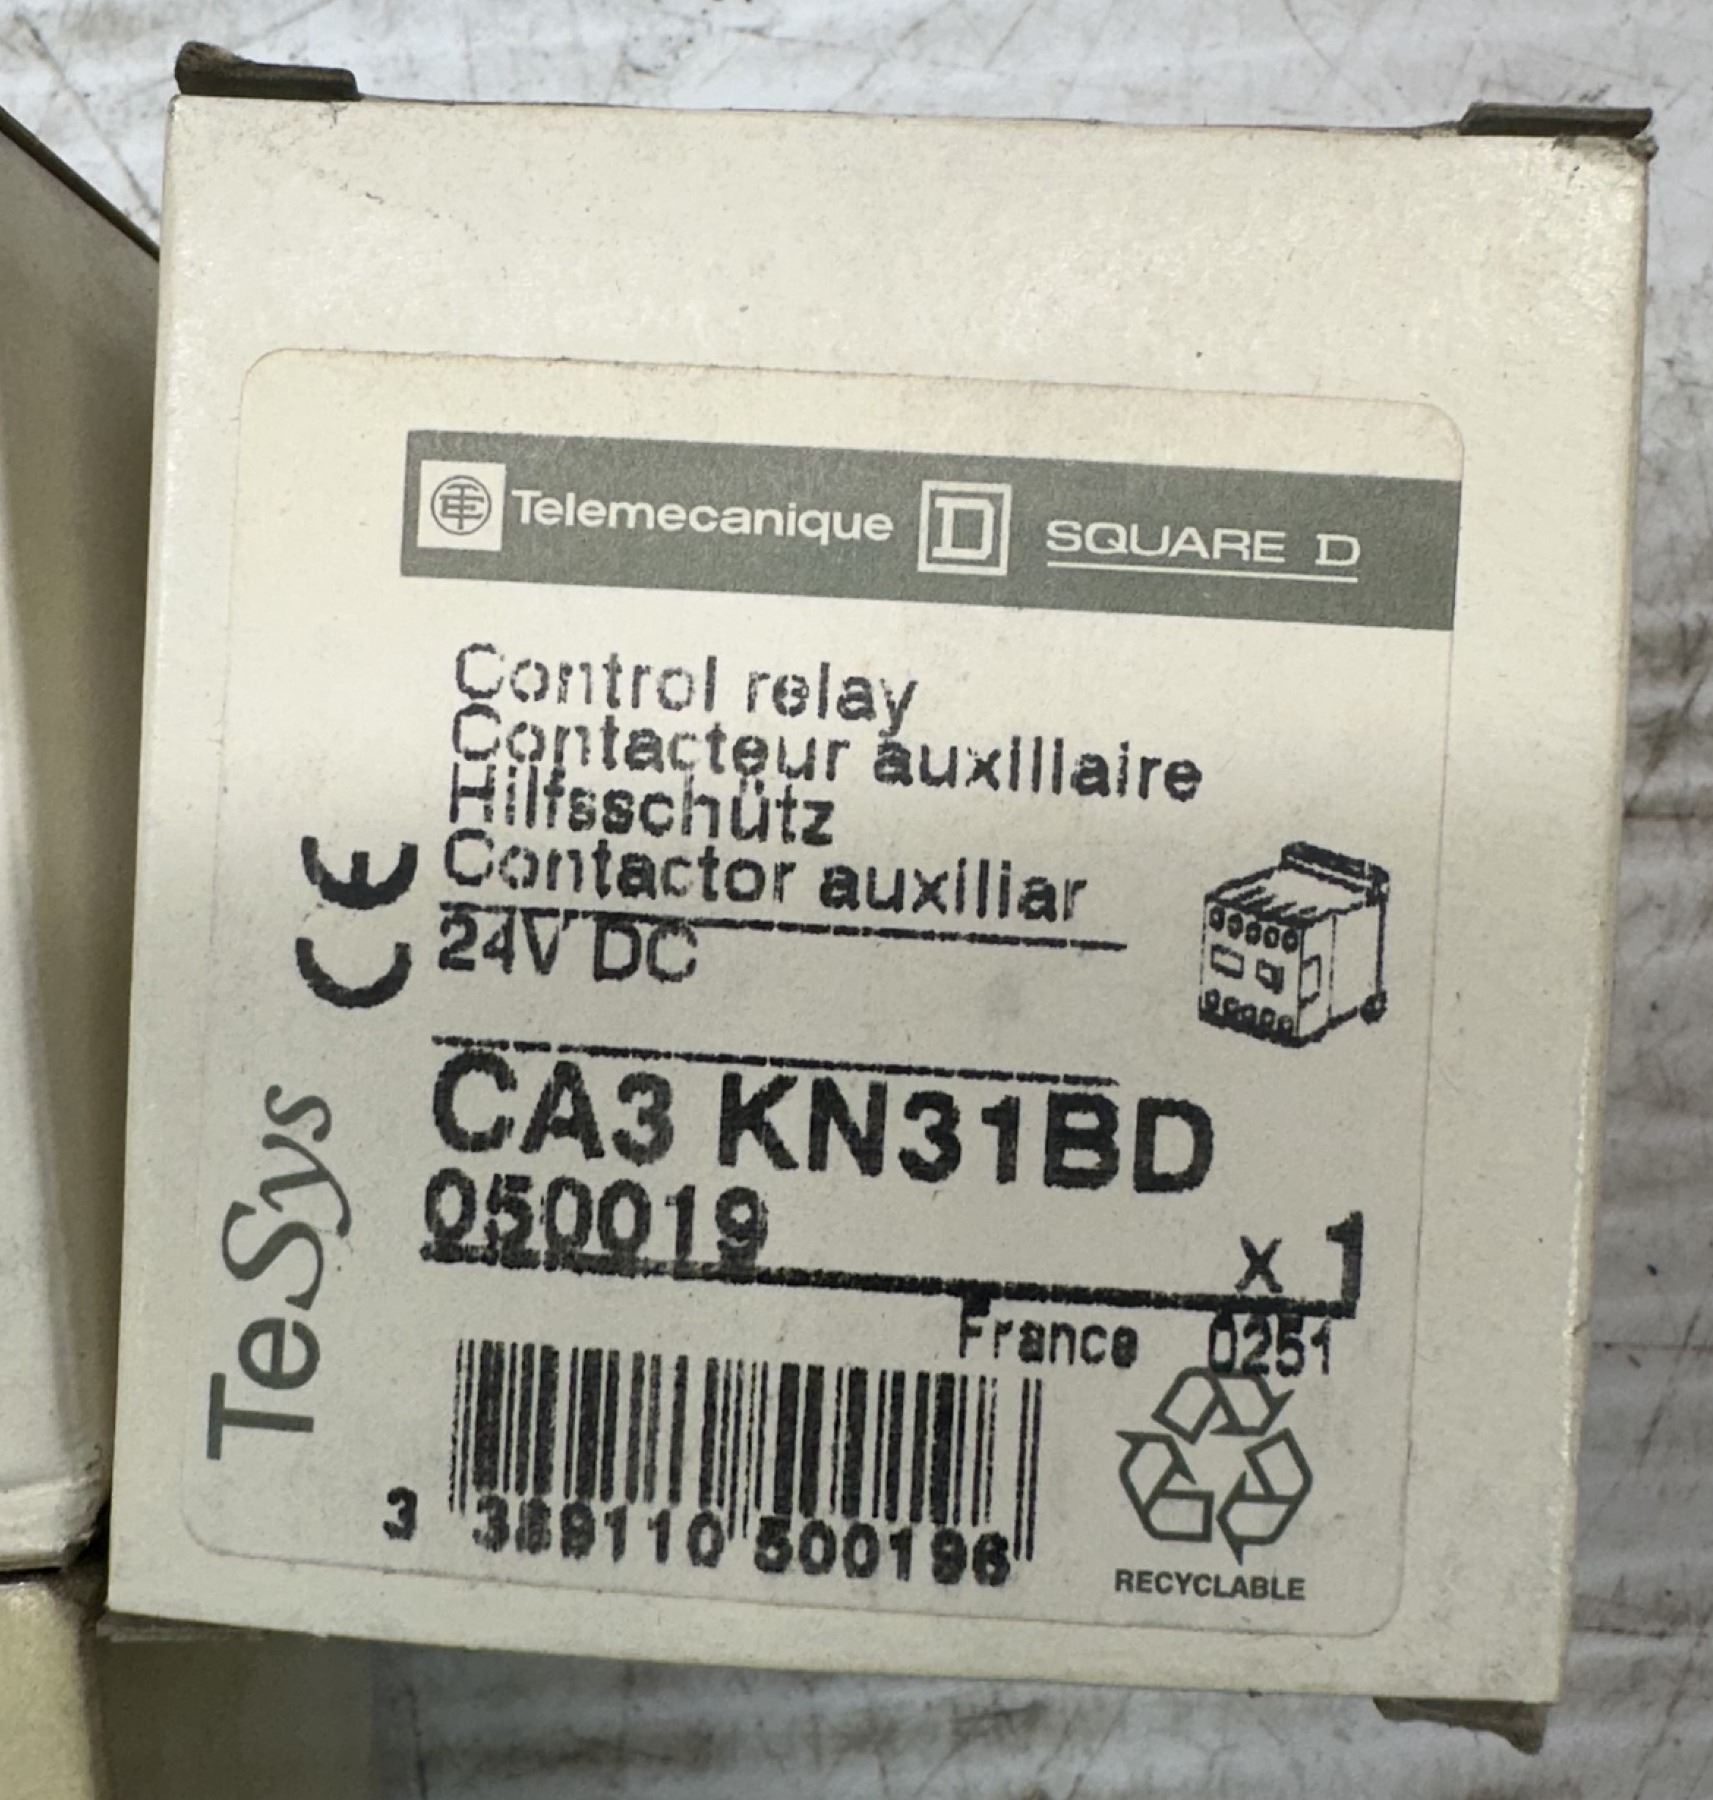 Telemecanique D SQUARE D
Control relay
Contacteur auxiliaire
Hilfsschütz
Contactor auxiliar
CE
24V DC
CA3 KN31BD
050019
x 1
France 0251
TeSys
3 389110 500196
RECYCLABLE